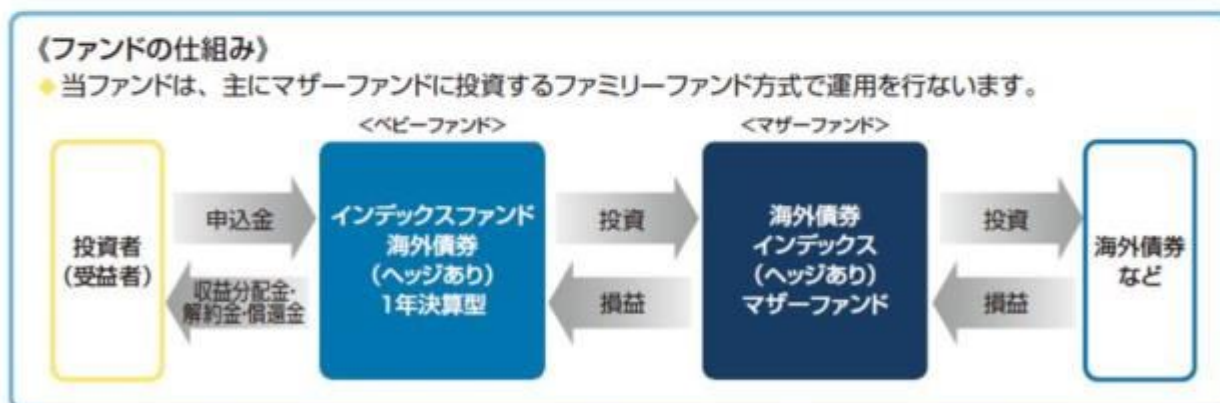 《ファンドの仕組み》
◆当ファンドは、主にマザーファンドに投資するファミリーファンド方式で運用を行ないます。
<ベビーファンド>
<マザーファンド>
投資者
(受益者)
申込金
収益分配金・
解約金・償還金
インデックスファンド
海外債券
(ヘッジあり)
1年決算型
投資
損益
海外債券
インデックス
(ヘッジあり)
マザーファンド
投資
損益
海外債券
など